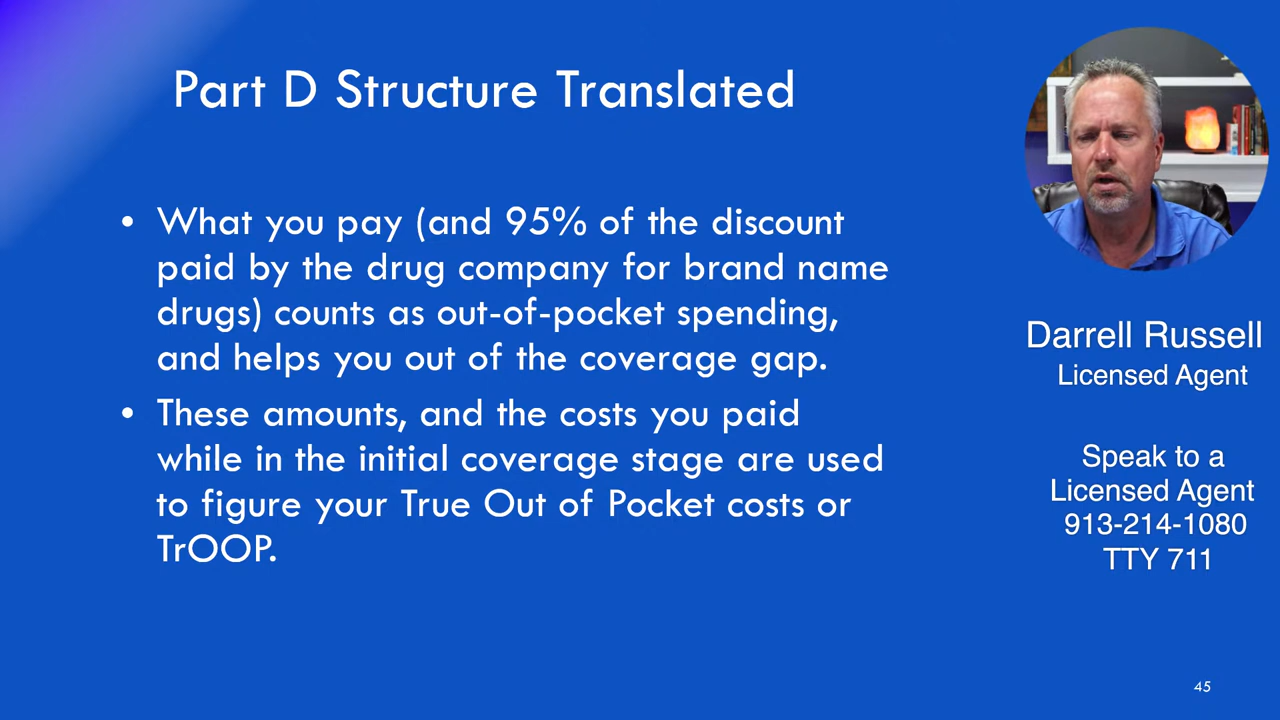 Part D Structure Translated
• What you pay (and 95% of the discount
paid by the drug company for brand name
drugs) counts as out-of-pocket spending,
and helps you out of the coverage gap.
• These amounts, and the costs you paid
while in the initial coverage stage are used
to figure your True Out of Pocket costs or
TrOOP.
Darrell Russell
Licensed Agent
Speak to a
Licensed Agent
913-214-1080
TTY 711
45